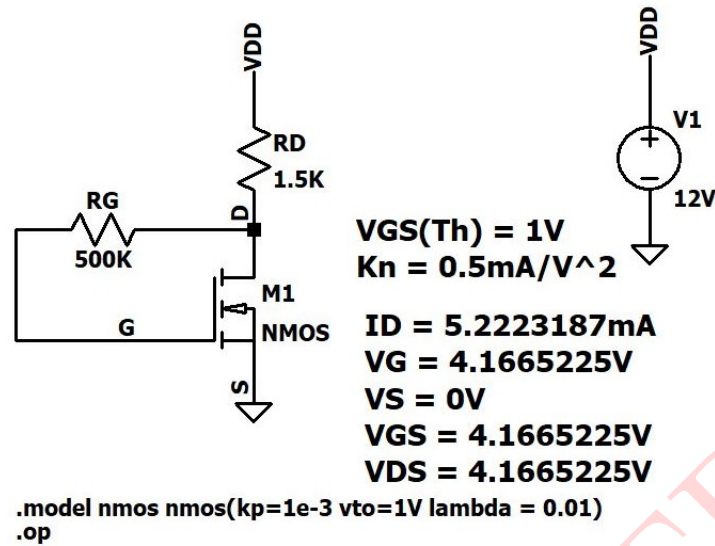 VDD
RD
1.5K
RG
500K
D
M1
NMOS
G
S
VDD
V1
12V
VGS(Th) = 1V
Kn = 0.5mA/V^2
ID = 5.2223187mA
VG = 4.1665225V
VS = 0V
VGS = 4.1665225V
VDS = 4.1665225V
.model nmos nmos(kp=1e-3 vto=1V lambda = 0.01)
.op